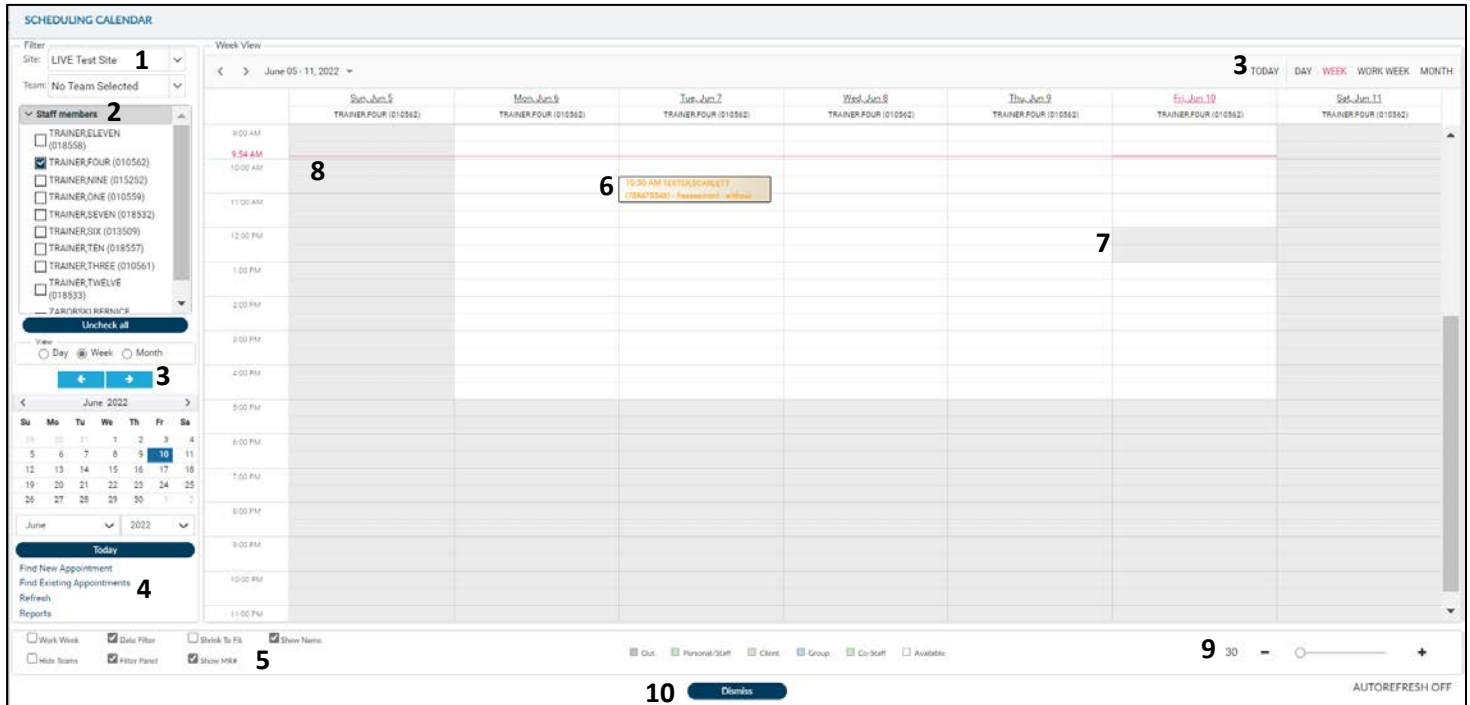 SCHEDULING CALENDAR
Filter
Site: LIVE Test Site 1
Team: No Team Selected
Staff members 2
TRAINER,ELEVEN
(018558)
TRAINER,FOUR (010562)
TRAINER,NINE (015252)
TRAINER,ONE (010559)
TRAINER,SEVEN (018532)
TRAINER,SIX (013509)
TRAINER,TEN (018557)
TRAINER,THREE (010561)
TRAINER,TWELVE
(018533)
ZABORSKI,BERNICE
Uncheck all
View
Day Week Month
3
June 2022
Su Mo Tu We Th Fr Sa
29 30 31 1 2 3 4
5 6 7 8 9 10 11
12 13 14 15 16 17 18
19 20 21 22 23 24 25
26 27 28 29 30 1 2
June 2022
Today
Find New Appointment
Find Existing Appointments 4
Refresh
Reports
Week View
June 05 - 11, 2022
3 TODAY DAY WEEK WORK WEEK MONTH
Sun, Jun 5 Mon, Jun 6 Tue, Jun 7 Wed, Jun 8 Thu, Jun 9 Fri, Jun 10 Sat, Jun 11
TRAINER,FOUR (010562) TRAINER,FOUR (010562) TRAINER,FOUR (010562) TRAINER,FOUR (010562) TRAINER,FOUR (010562) TRAINER,FOUR (010562) TRAINER,FOUR (010562)
9:00 AM
9:54 AM
10:00 AM
8
6 10:30 AM TESTER,SCARLETT
(788475548) - Assessment - without
11:00 AM
12:00 PM
7
1:00 PM
2:00 PM
3:00 PM
4:00 PM
5:00 PM
6:00 PM
7:00 PM
8:00 PM
9:00 PM
10:00 PM
11:00 PM
Work Week Date Filter Shrink To Fit Show Name
Hide Teams Filter Panel Show MR# 5
Out Personal/Staff Client Group Co-Staff Available
9 30 - +
10 Dismiss
AUTOREFRESH OFF